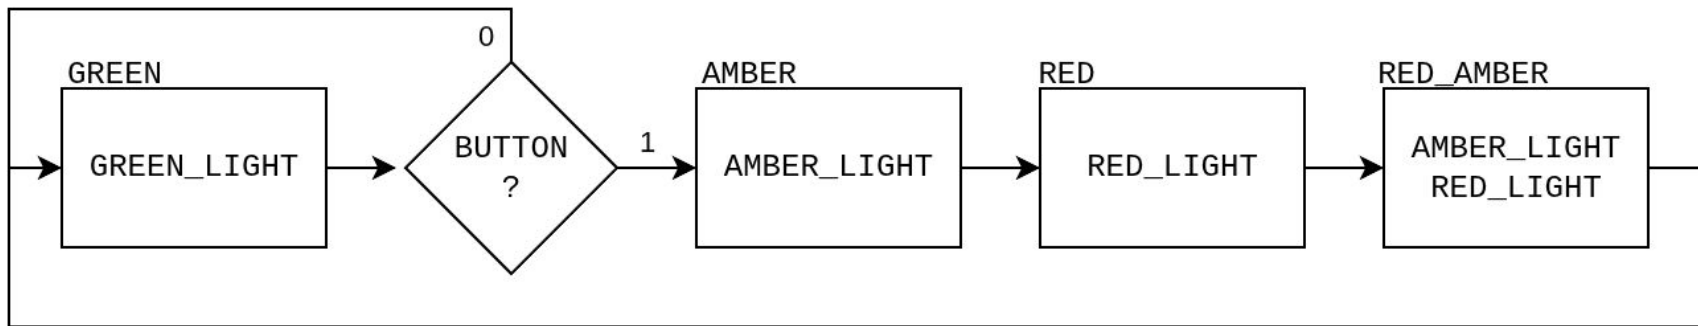 GREEN
GREEN_LIGHT
0
BUTTON
?
1
AMBER
AMBER_LIGHT
RED
RED_LIGHT
RED_AMBER
AMBER_LIGHT
RED_LIGHT